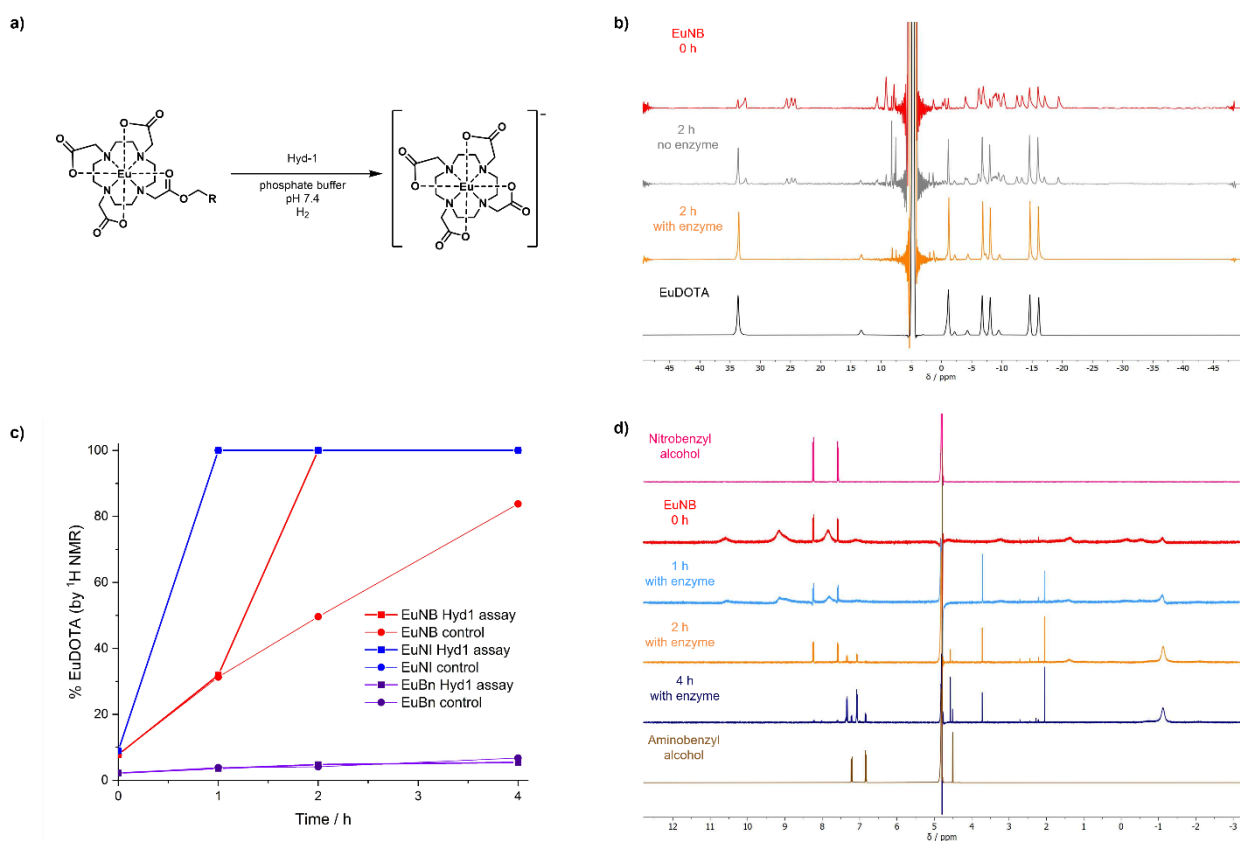 a)
O
O
O
O
N
N
Eu
O
O
N
N
O
O
R
O
O
Hyd-1
phosphate buffer
pH 7.4
H2
O
O
O
O
N
N
Eu
O
O
N
N
O
O
O
O
-
b)
EuNB
0 h
2 h
no enzyme
2 h
with enzyme
EuDOTA
45 40 35 30 25 20 15 10 5 0 -5 -10 -15 -20 -25 -30 -35 -40 -45 -50
δ / ppm
c)
% EuDOTA (by 1H NMR)
100
80
60
40
20
0
EuNB Hyd1 assay
EuNB control
EuNI Hyd1 assay
EuNI control
EuBn Hyd1 assay
EuBn control
0 1 2 3 4
Time / h
d)
Nitrobenzyl
alcohol
EuNB
0 h
1 h
with enzyme
2 h
with enzyme
4 h
with enzyme
Aminobenzyl
alcohol
12 11 10 9 8 7 6 5 4 3 2 1 0 -1 -2 -3
δ / ppm